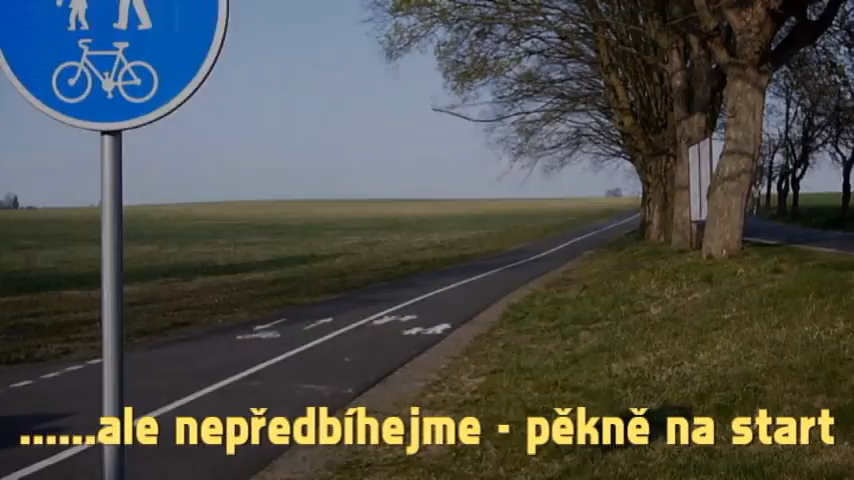 ......ale nepředbíhejme - pěkně na start